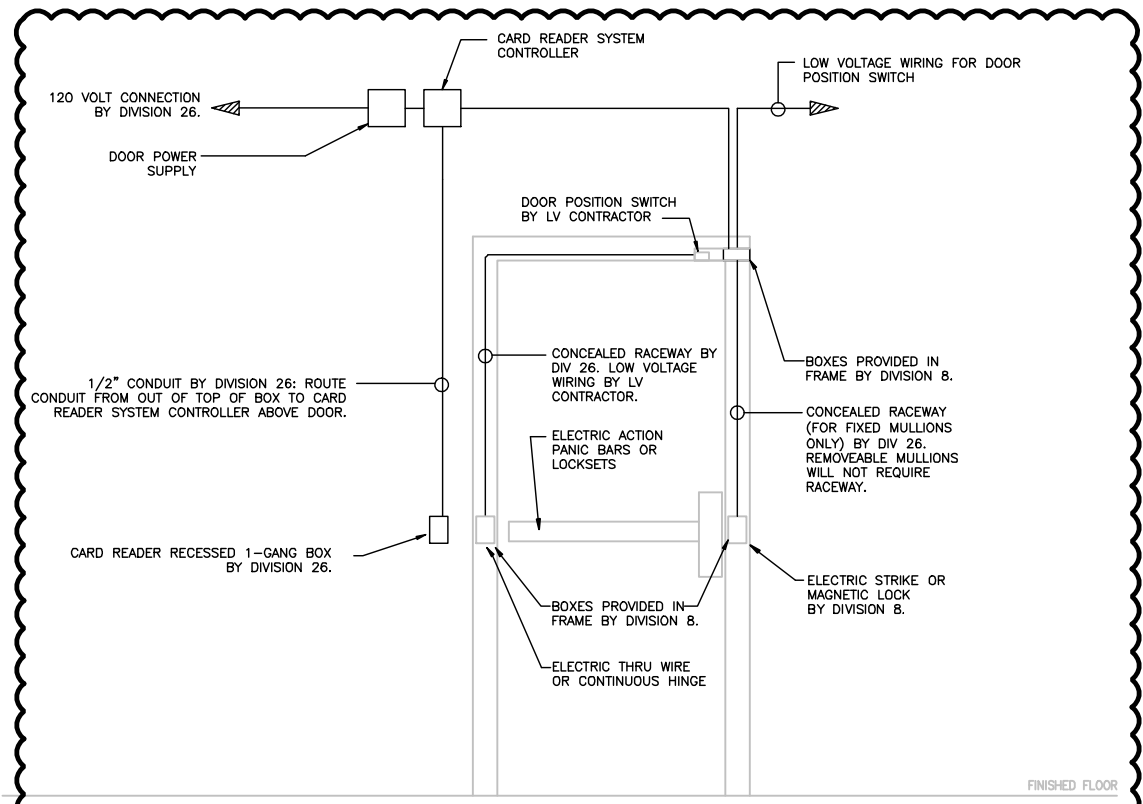 CARD READER SYSTEM
CONTROLLER
LOW VOLTAGE WIRING FOR DOOR
POSITION SWITCH
120 VOLT CONNECTION
BY DIVISION 26.
DOOR POWER
SUPPLY
DOOR POSITION SWITCH
BY LV CONTRACTOR
CONCEALED RACEWAY BY
DIV 26. LOW VOLTAGE
WIRING BY LV
CONTRACTOR.
BOXES PROVIDED IN
FRAME BY DIVISION 8.
1/2" CONDUIT BY DIVISION 26: ROUTE
CONDUIT FROM OUT OF TOP OF BOX TO CARD
READER SYSTEM CONTROLLER ABOVE DOOR.
CONCEALED RACEWAY
(FOR FIXED MULLIONS
ONLY) BY DIV 26.
REMOVEABLE MULLIONS
WILL NOT REQUIRE
RACEWAY.
ELECTRIC ACTION
PANIC BARS OR
LOCKSETS
CARD READER RECESSED 1-GANG BOX
BY DIVISION 26.
ELECTRIC STRIKE OR
MAGNETIC LOCK
BY DIVISION 8.
BOXES PROVIDED IN
FRAME BY DIVISION 8.
ELECTRIC THRU WIRE
OR CONTINUOUS HINGE
FINISHED FLOOR